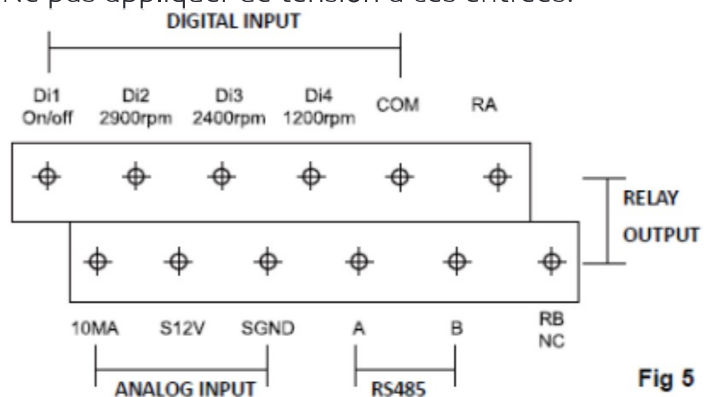 Ne pas appliquer de tension à ces entrées.
DIGITAL INPUT
Di1 Di2 Di3 Di4 COM RA
On/off 2900rpm 2400rpm 1200rpm
RELAY
OUTPUT
10MA S12V SGND A B RB
NC
ANALOG INPUT RS485
Fig 5